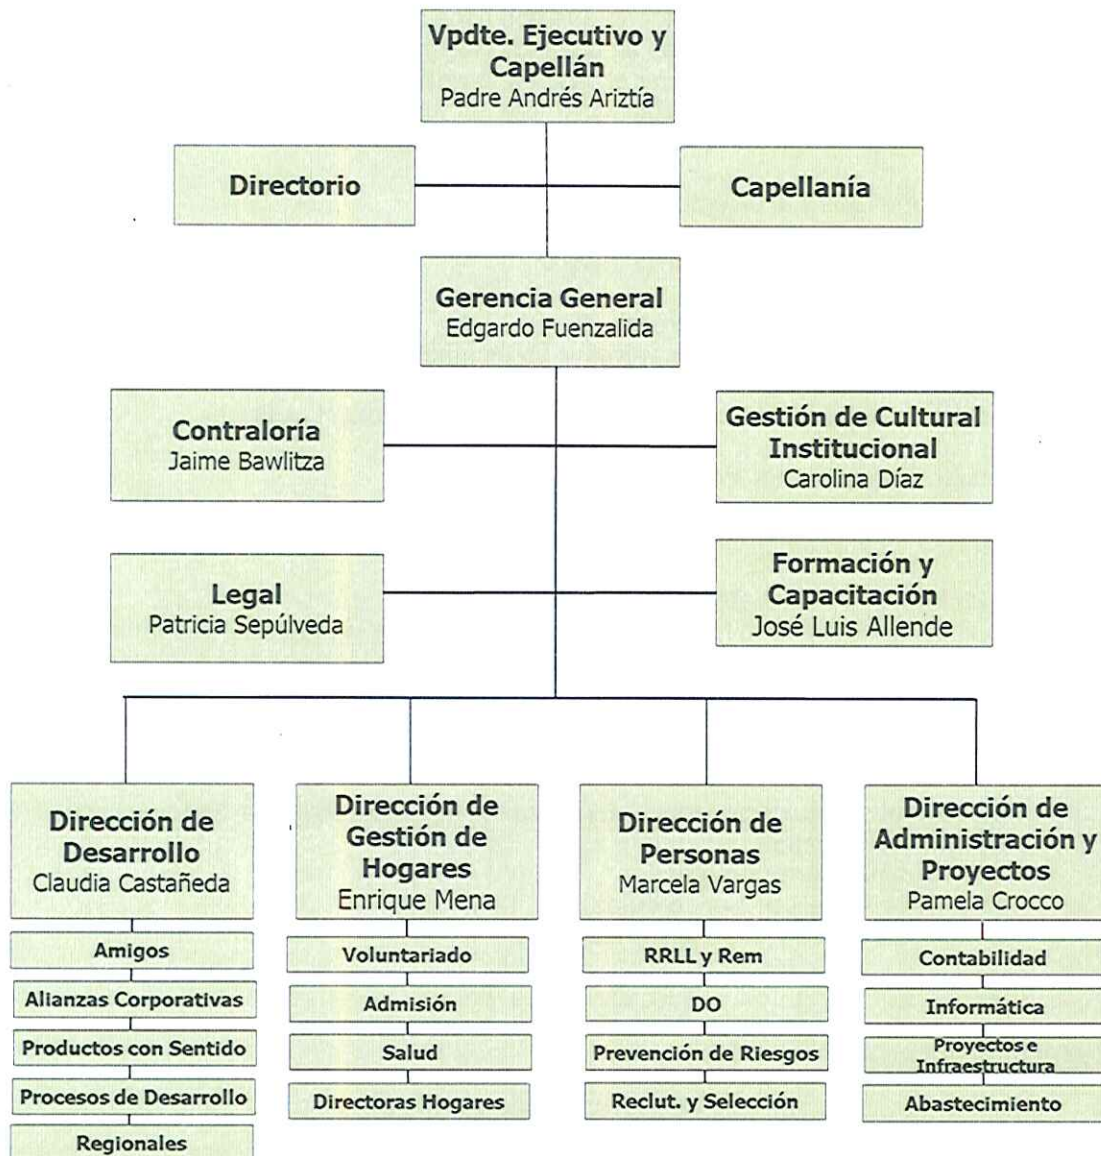 Vpdte. Ejecutivo y
Capellán
Padre Andrés Ariztía
Directorio
Capellanía
Gerencia General
Edgardo Fuenzalida
Contraloría
Jaime Bawlitza
Gestión de Cultural
Institucional
Carolina Díaz
Legal
Patricia Sepúlveda
Formación y
Capacitación
José Luis Allende
Dirección de
Desarrollo
Claudia Castañeda
Amigos
Alianzas Corporativas
Productos con Sentido
Procesos de Desarrollo
Regionales
Dirección de
Gestión de
Hogares
Enrique Mena
Voluntariado
Admisión
Salud
Directoras Hogares
Dirección de
Personas
Marcela Vargas
RRLL y Rem
DO
Prevención de Riesgos
Reclut. y Selección
Dirección de
Administración y
Proyectos
Pamela Crocco
Contabilidad
Informática
Proyectos e
Infraestructura
Abastecimiento